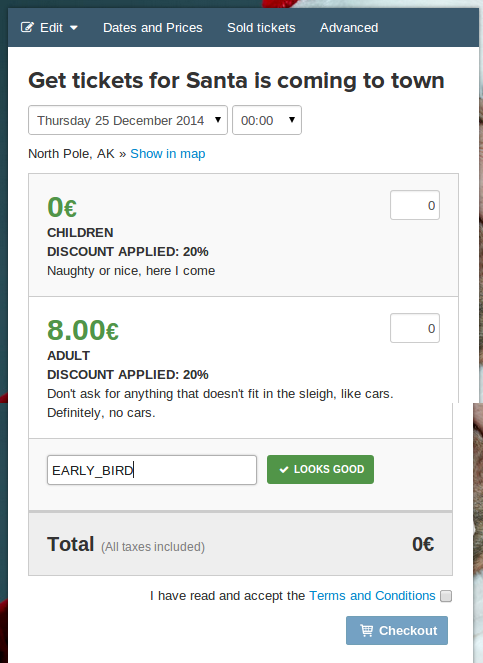 Edit Dates and Prices Sold tickets Advanced
Get tickets for Santa is coming to town
Thursday 25 December 2014 00:00
North Pole, AK » Show in map
0€ 0
CHILDREN
DISCOUNT APPLIED: 20%
Naughty or nice, here I come
8.00€ 0
ADULT
DISCOUNT APPLIED: 20%
Don't ask for anything that doesn't fit in the sleigh, like cars.
Definitely, no cars.
EARLY_BIRD LOOKS GOOD
Total (All taxes included) 0€
I have read and accept the Terms and Conditions
Checkout